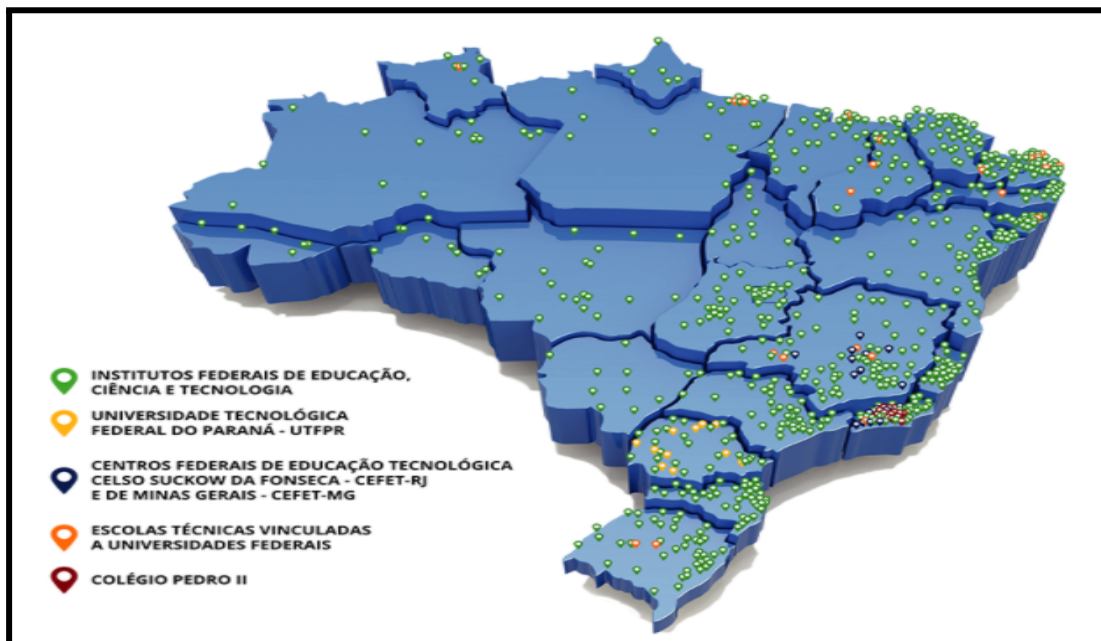 INSTITUTOS FEDERAIS DE EDUCAÇÃO,
CIÊNCIA E TECNOLOGIA
UNIVERSIDADE TECNOLÓGICA
FEDERAL DO PARANÁ - UTFPR
CENTROS FEDERAIS DE EDUCAÇÃO TECNOLÓGICA
CELSO SUCKOW DA FONSECA - CEFET-RJ
E DE MINAS GERAIS - CEFET-MG
ESCOLAS TÉCNICAS VINCULADAS
A UNIVERSIDADES FEDERAIS
COLÉGIO PEDRO II